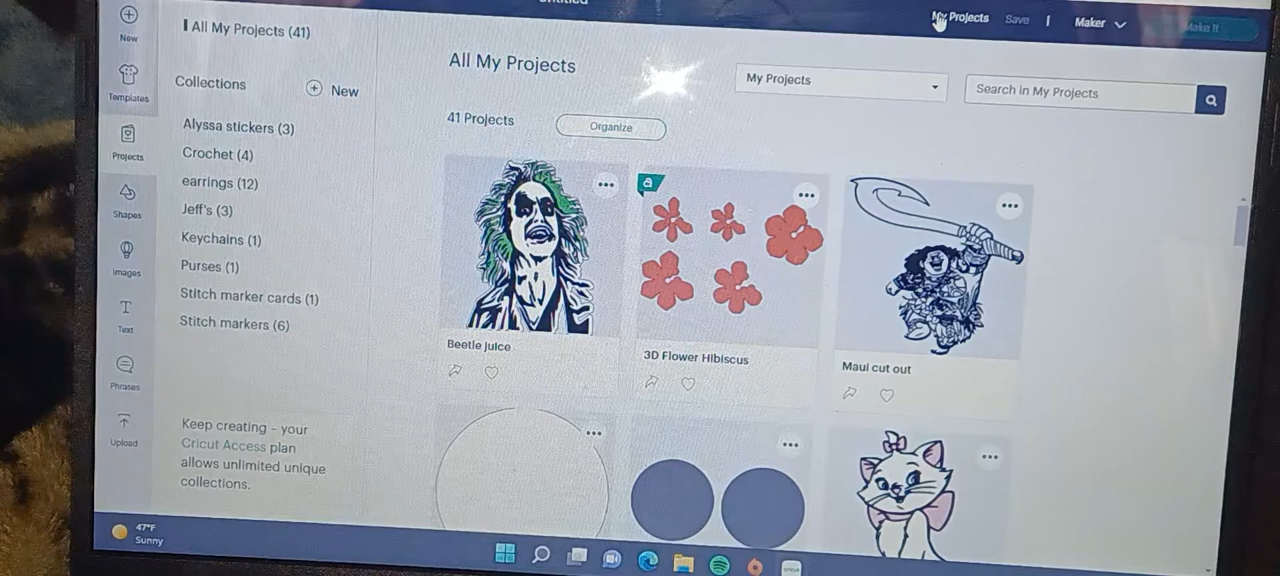 Untitled
My Projects
Save
Maker
Make It
New
Templates
Projects
Shapes
Images
Text
Phrases
Upload
All My Projects (41)
Collections
New
Alyssa stickers (3)
Crochet (4)
earrings (12)
Jeff's (3)
Keychains (1)
Purses (1)
Stitch marker cards (1)
Stitch markers (6)
Keep creating – your
Cricut Access plan
allows unlimited unique
collections.
All My Projects
My Projects
Search in My Projects
41 Projects
Organize
a
Beetle juice
3D Flower Hibiscus
Maui cut out
47°F
Sunny